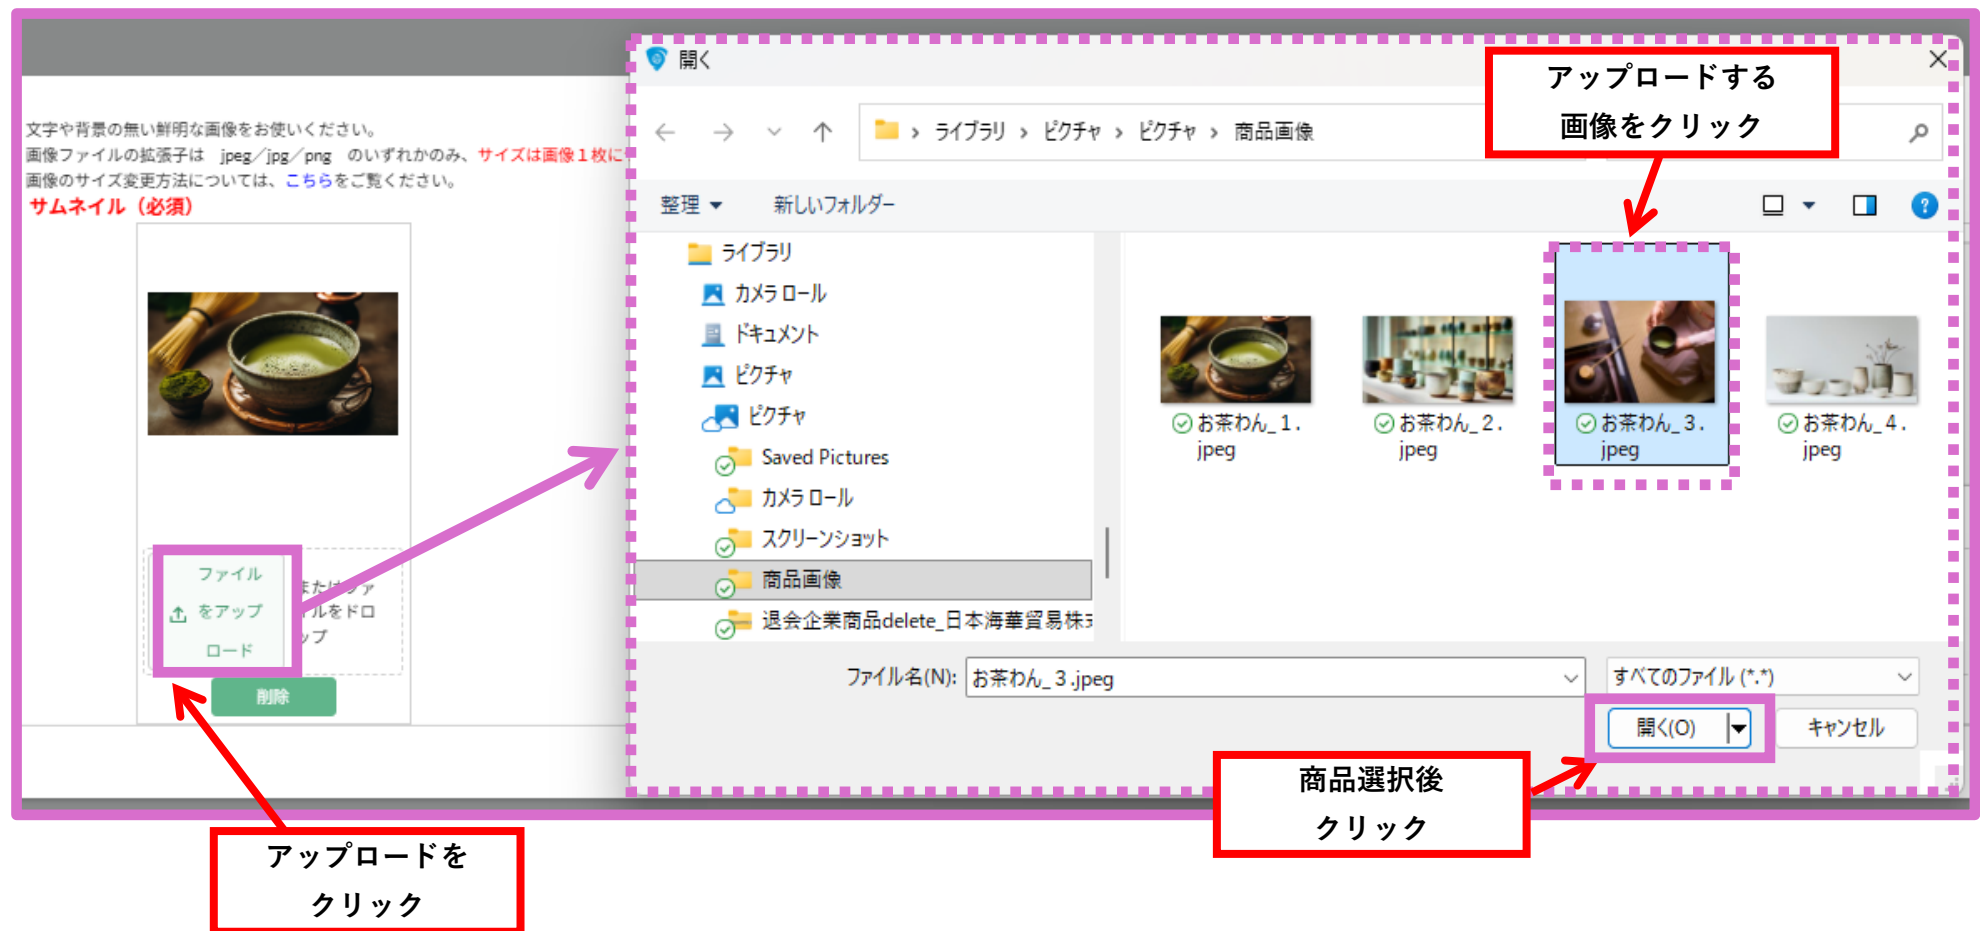 文字や背景の無い鮮明な画像をお使いください。
画像ファイルの拡張子は jpeg/jpg/png のいずれかのみ、サイズは画像１枚に
画像のサイズ変更方法については、こちらをご覧ください。
サムネイル（必須）
ファイル
をアップ
ロード
またはファ
イルをドロ
ップ
削除
アップロードを
クリック
開く
アップロードする
画像をクリック
ライブラリ › ピクチャ › ピクチャ › 商品画像
整理
新しいフォルダー
ライブラリ
カメラ ロール
ドキュメント
ピクチャ
ピクチャ
Saved Pictures
カメラ ロール
スクリーンショット
商品画像
退会企業商品delete_日本海華貿易株式
お茶わん_１.
jpeg
お茶わん_２.
jpeg
お茶わん_３.
jpeg
お茶わん_４.
jpeg
ファイル名(N):
お茶わん_３.jpeg
すべてのファイル (*.*)
開く(O)
キャンセル
商品選択後
クリック